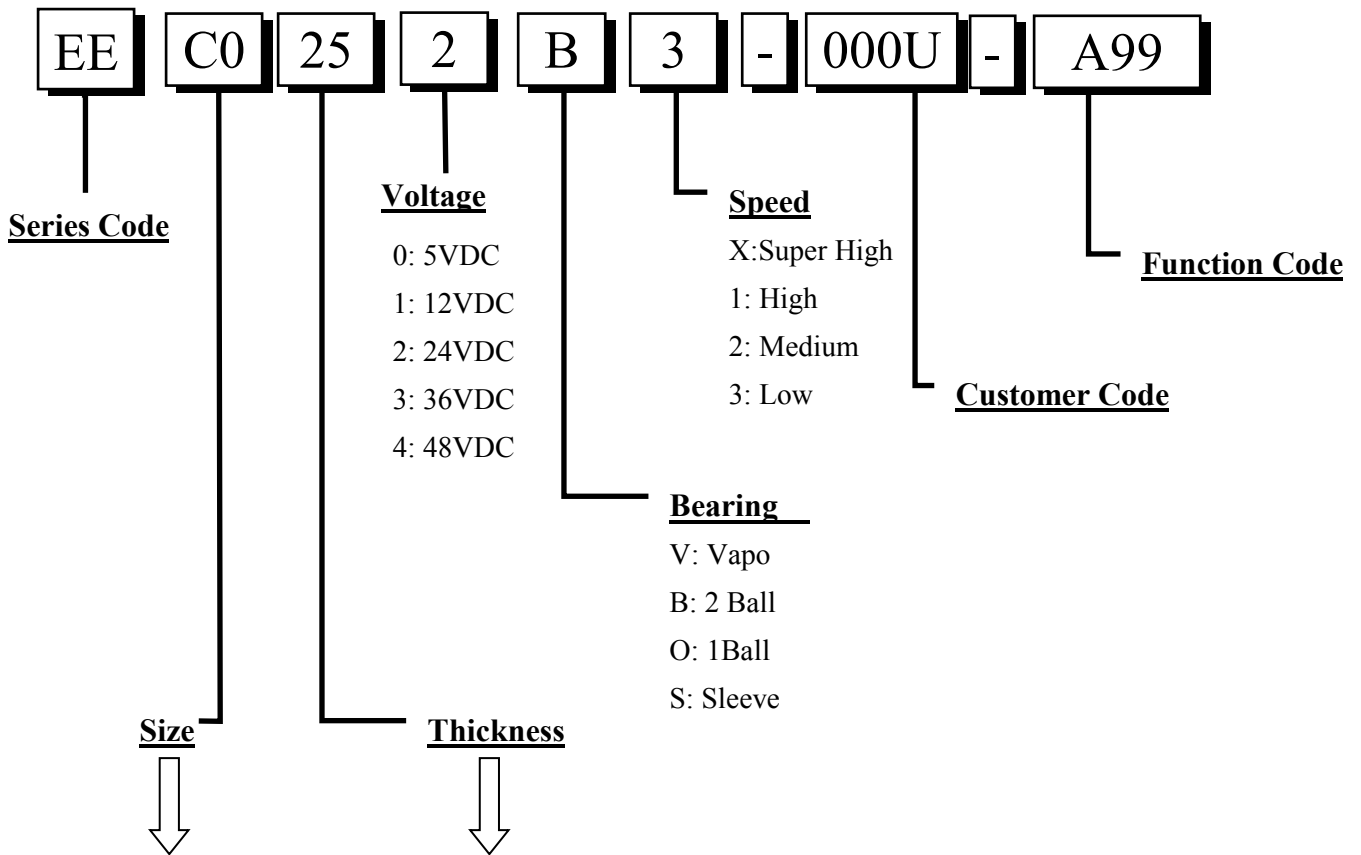 EE C0 25 2 B 3 - 000U - A99
Series Code
Voltage
0: 5VDC
1: 12VDC
2: 24VDC
3: 36VDC
4: 48VDC
Speed
X:Super High
1: High
2: Medium
3: Low
Function Code
Customer Code
Bearing
V: Vapo
B: 2 Ball
O: 1Ball
S: Sleeve
Size
Thickness